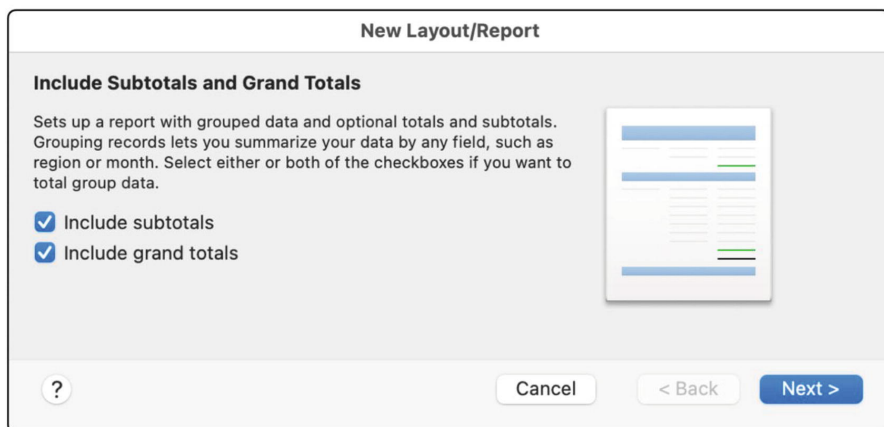 New Layout/Report
Include Subtotals and Grand Totals
Sets up a report with grouped data and optional totals and subtotals.
Grouping records lets you summarize your data by any field, such as
region or month. Select either or both of the checkboxes if you want to
total group data.
Include subtotals
Include grand totals
?
Cancel
< Back
Next >